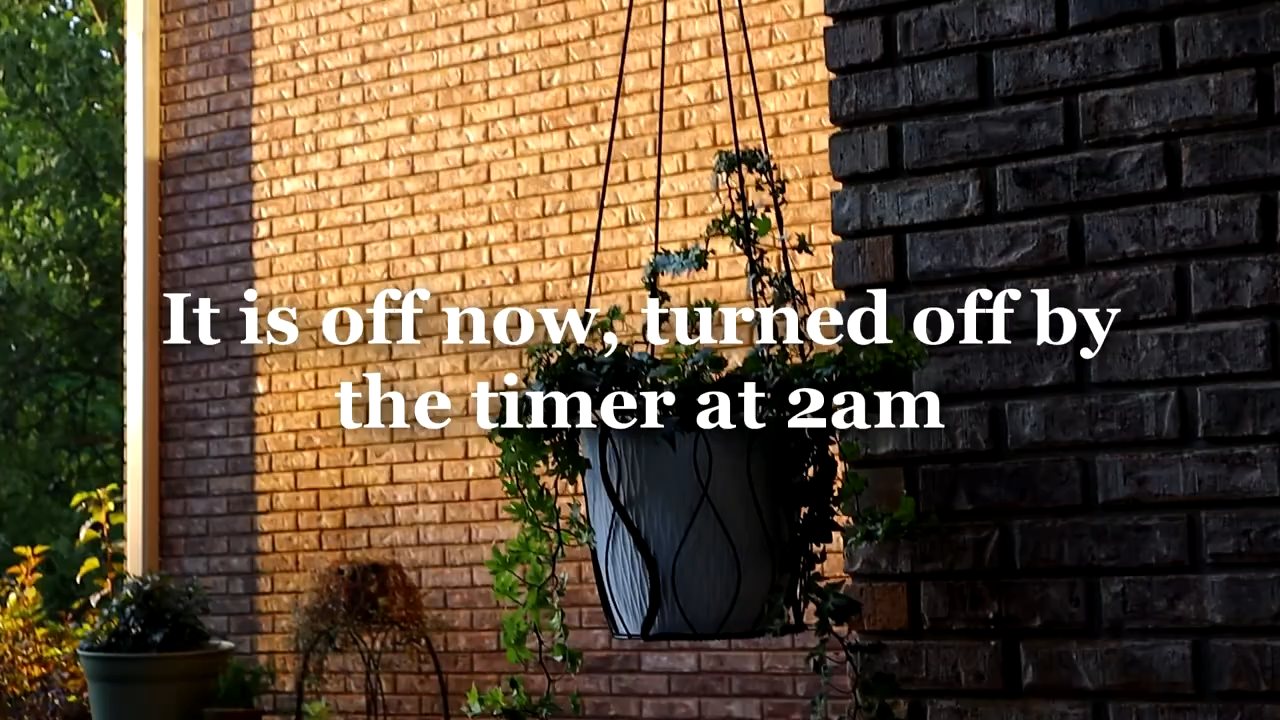 It is off now, turned off by
the timer at 2am